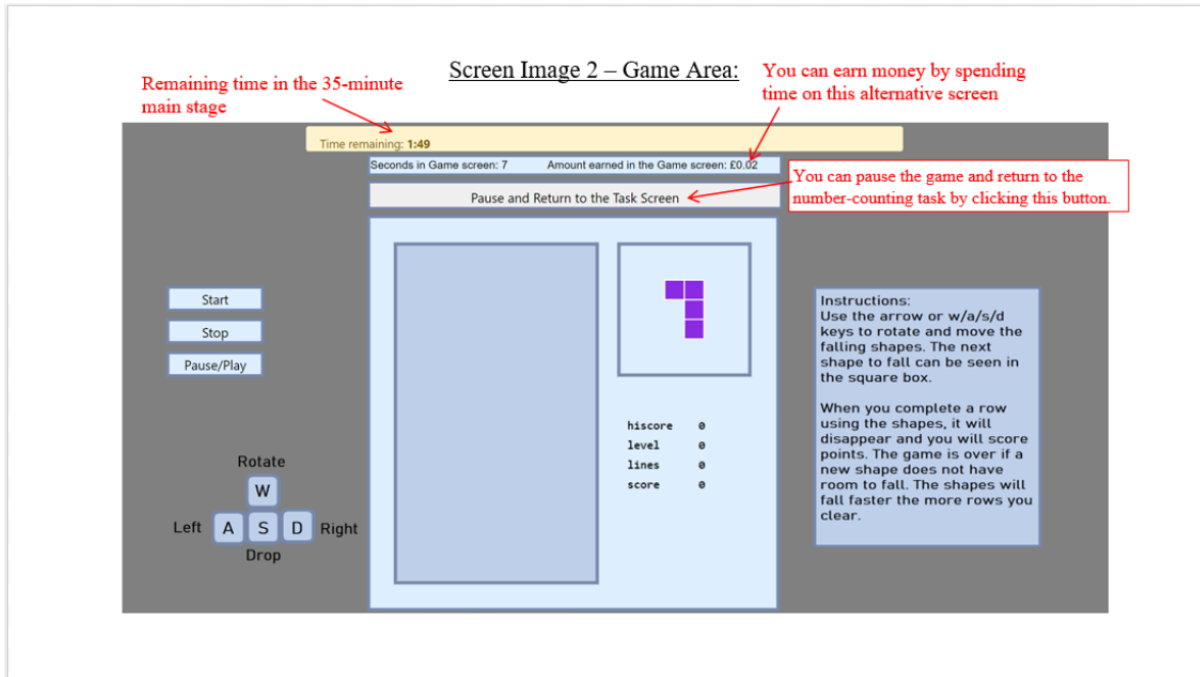 Screen Image 2 – Game Area:
Remaining time in the 35-minute
main stage
You can earn money by spending
time on this alternative screen
Time remaining: 1:49
Seconds in Game screen: 7 Amount earned in the Game screen: £0.02
Pause and Return to the Task Screen
You can pause the game and return to the
number-counting task by clicking this button.
Start
Stop
Pause/Play
Rotate
W
Left A S D Right
Drop
hiscore 0
level 0
lines 0
score 0
Instructions:
Use the arrow or w/a/s/d
keys to rotate and move the
falling shapes. The next
shape to fall can be seen in
the square box.
When you complete a row
using the shapes, it will
disappear and you will score
points. The game is over if a
new shape does not have
room to fall. The shapes will
fall faster the more rows you
clear.